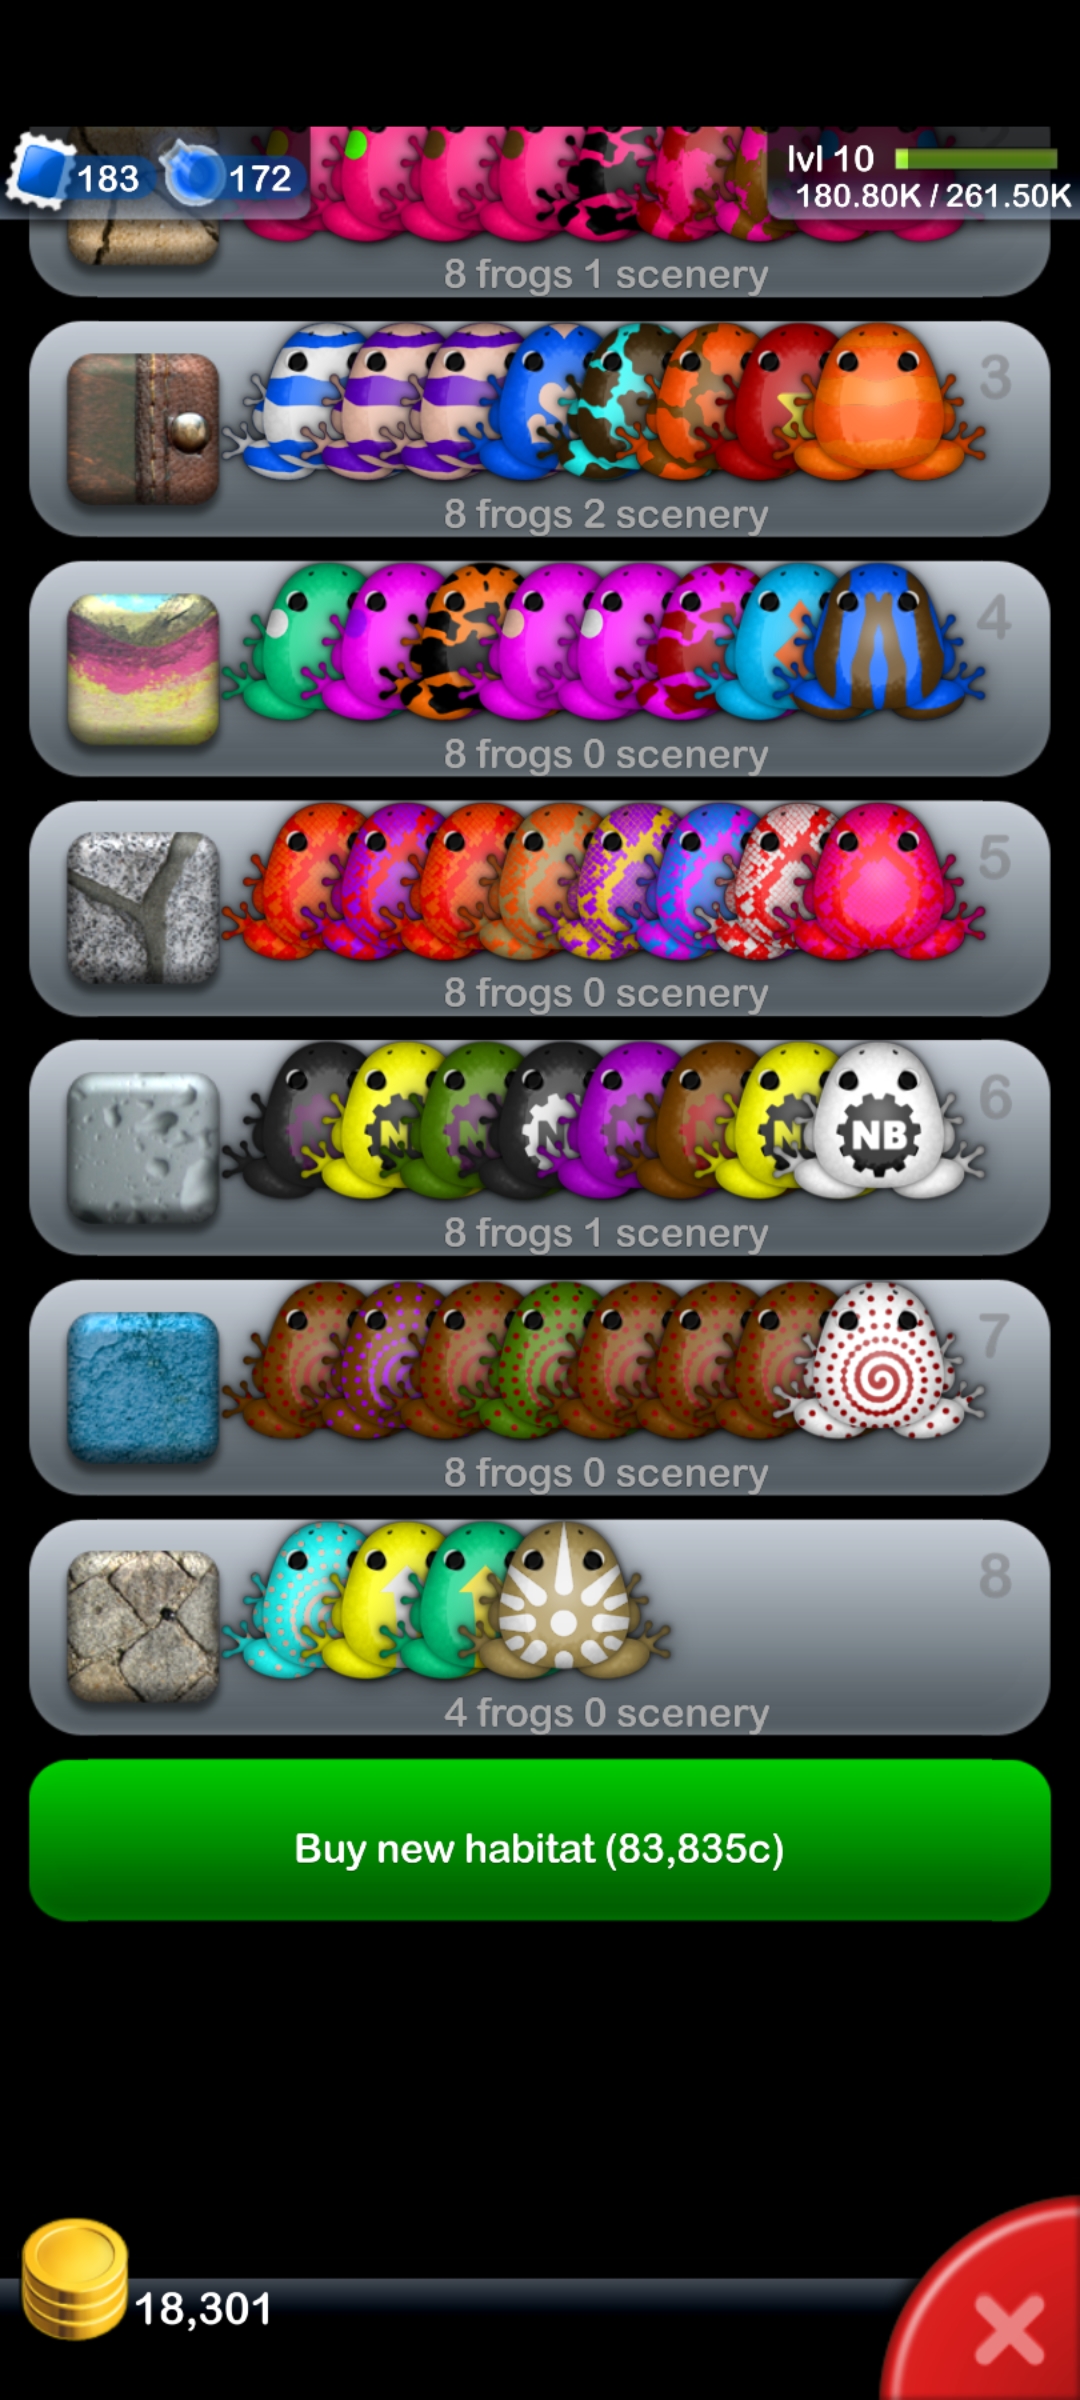 183
172
lvl 10
180.80K / 261.50K
8 frogs 1 scenery
3
8 frogs 2 scenery
4
8 frogs 0 scenery
5
8 frogs 0 scenery
6
N
N
N
N
N
NB
8 frogs 1 scenery
7
8 frogs 0 scenery
8
4 frogs 0 scenery
Buy new habitat (83,835c)
18,301